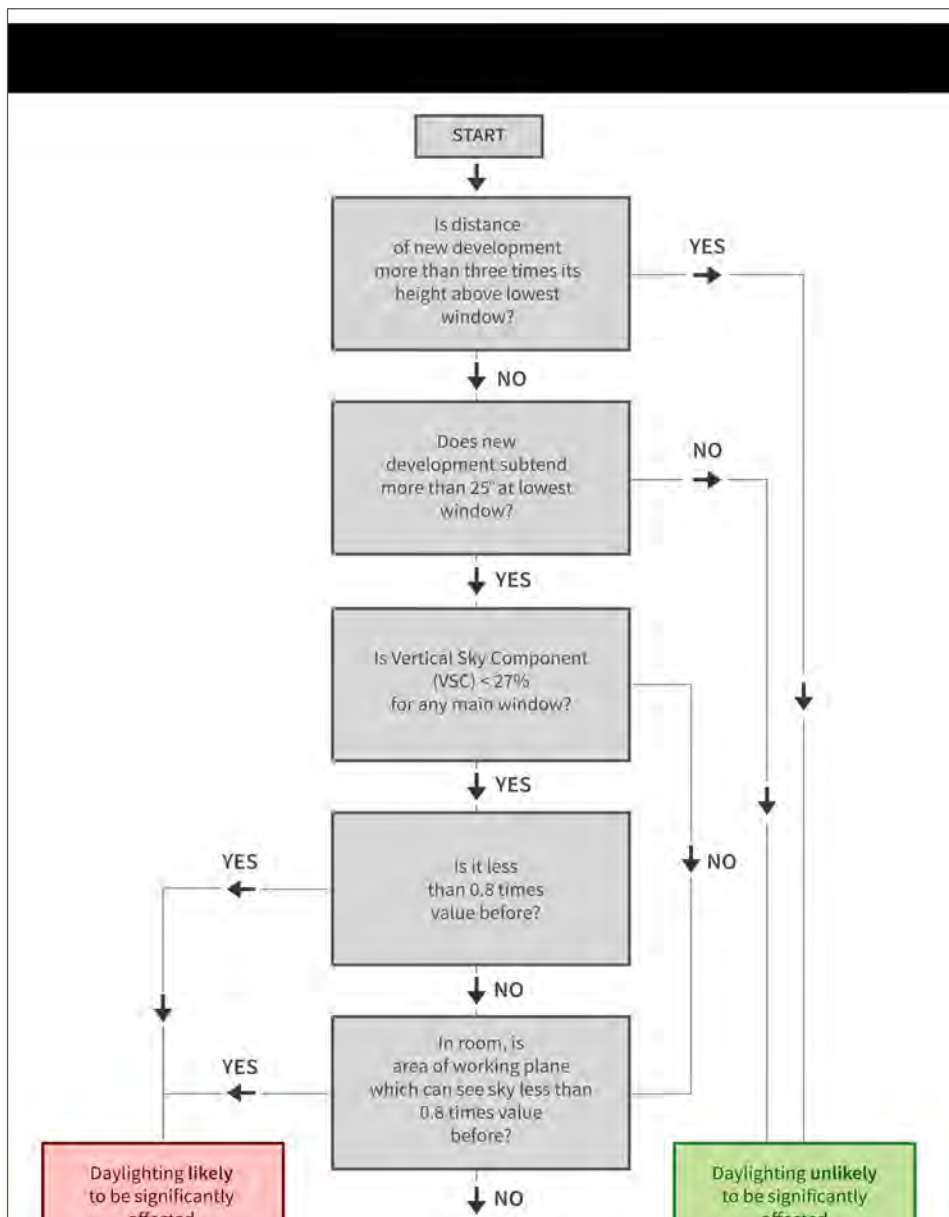 START
Is distance
of new development
more than three times its
height above lowest
window?
YES
NO
Does new
development subtend
more than 25° at lowest
window?
NO
YES
Is Vertical Sky Component
(VSC) < 27%
for any main window?
YES
NO
Is it less
than 0.8 times
value before?
YES
NO
In room, is
area of working plane
which can see sky less than
0.8 times value
before?
YES
NO
Daylighting likely
to be significantly
affected
Daylighting unlikely
to be significantly
affected